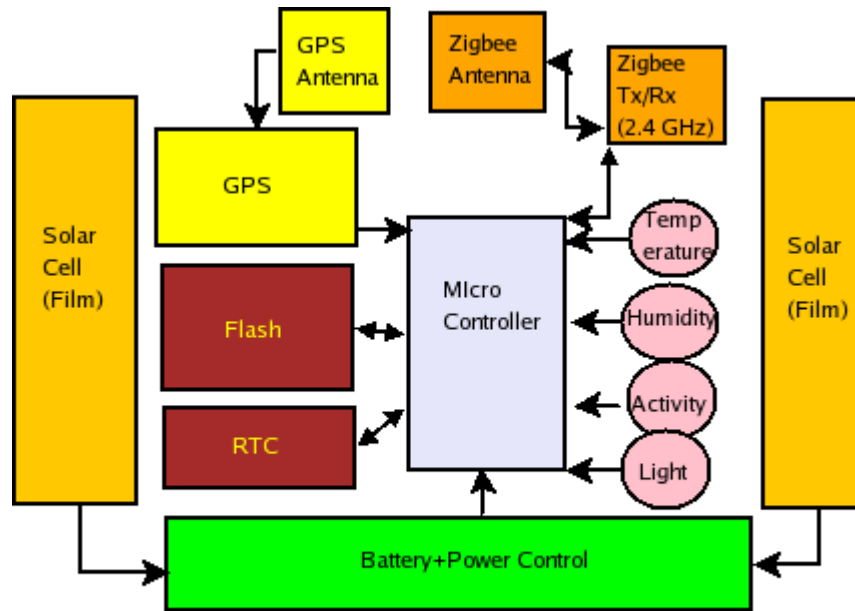 GPS
Antenna
Zigbee
Antenna
Zigbee
Tx/Rx
(2.4 GHz)
GPS
Solar
Cell
(Film)
MIcro
Controller
Temp
erature
Solar
Cell
(Film)
Flash
Humidity
RTC
Activity
Light
Battery+Power Control